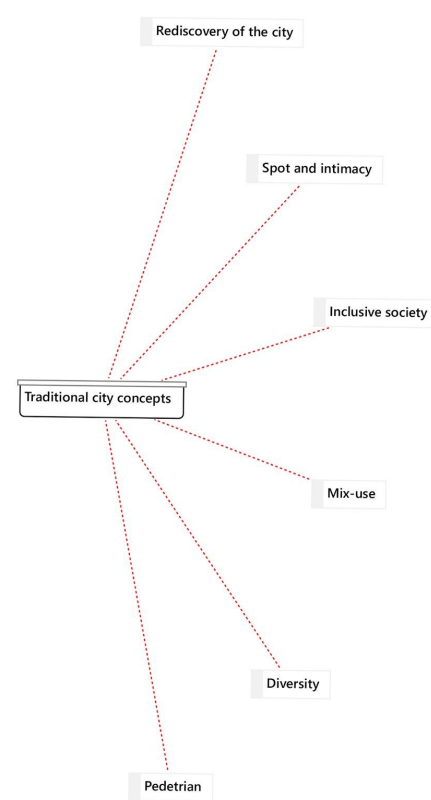 Rediscovery of the city
Spot and intimacy
Inclusive society
Traditional city concepts
Mix-use
Diversity
Pedetrian